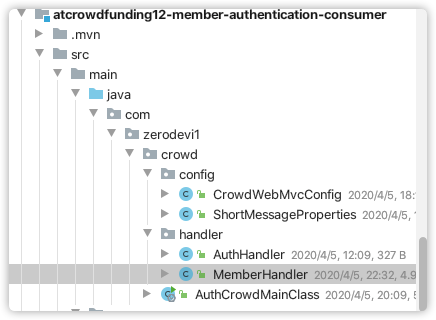 atcrowdfunding12-member-authentication-consumer
.mvn
src
main
java
com
zerodevi1
crowd
config
CrowdWebMvcConfig 2020/4/5, 18:
ShortMessageProperties 2020/4/5,
handler
AuthHandler 2020/4/5, 12:09, 327 B
MemberHandler 2020/4/5, 22:32, 4.9
AuthCrowdMainClass 2020/4/5, 20:09, 5